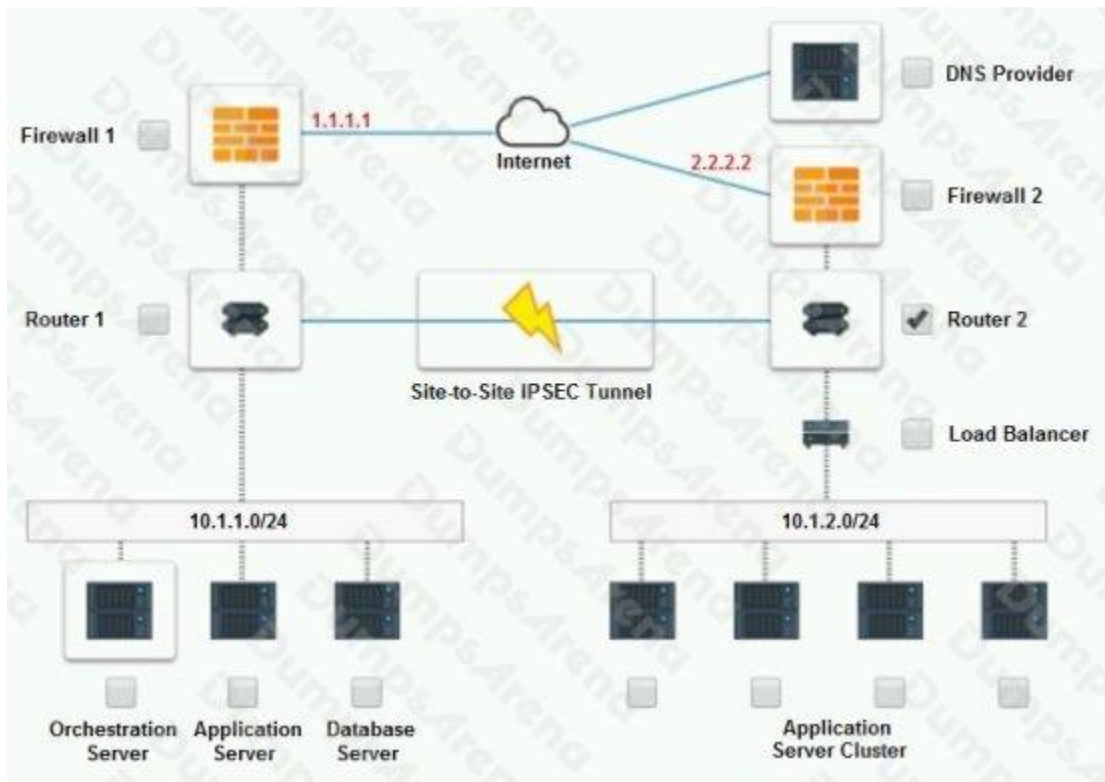 DNS Provider
Firewall 1
1.1.1.1
Internet
2.2.2.2
Firewall 2
Router 1
Router 2
Site-to-Site IPSEC Tunnel
Load Balancer
10.1.1.0/24
10.1.2.0/24
Orchestration
Server
Application
Server
Database
Server
Application
Server Cluster
DumpsArena